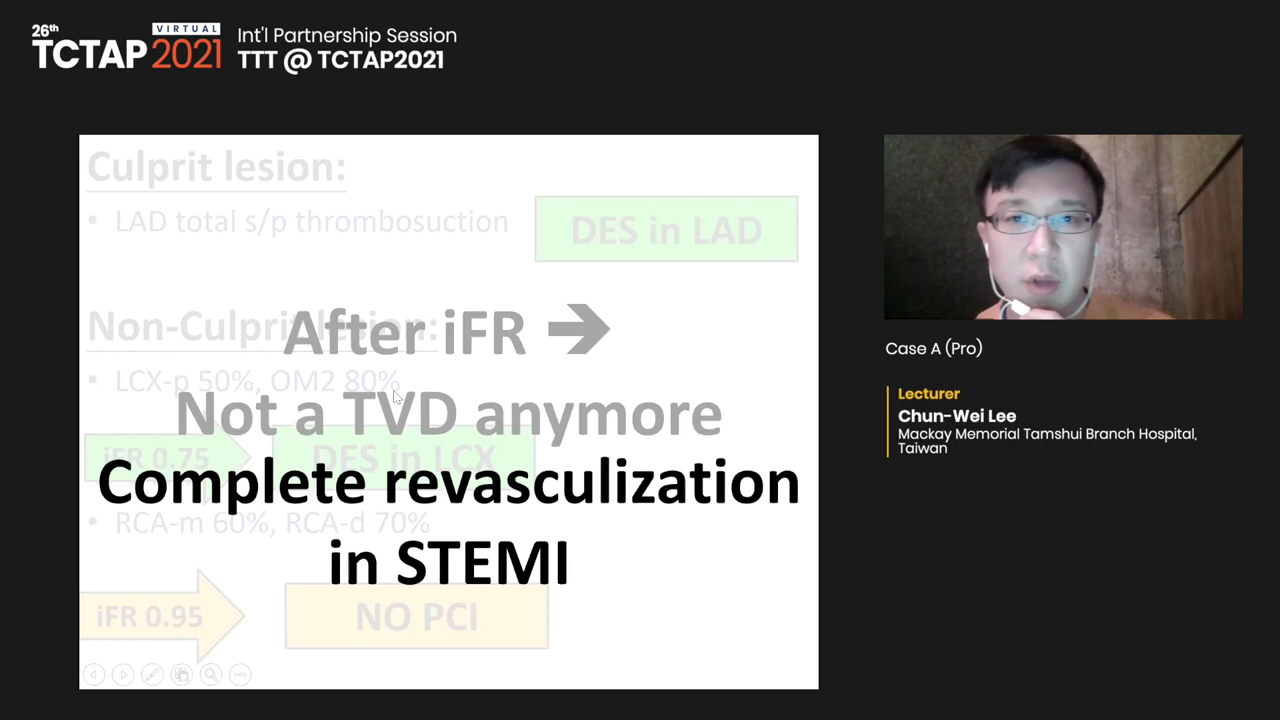 26th
VIRTUAL
TCTAP 2021
Int'l Partnership Session
TTT @ TCTAP2021
Culprit lesion:
• LAD total s/p thrombosuction
DES in LAD
Non-Culprit lesion:
After iFR →
• LCX-p 50%, OM2 80%
Not a TVD anymore
iFR 0.75
DES in LCX
Complete revasculization
• RCA-m 60%, RCA-d 70%
in STEMI
iFR 0.95
NO PCI
Case A (Pro)
Lecturer
Chun-Wei Lee
Mackay Memorial Tamshui Branch Hospital,
Taiwan